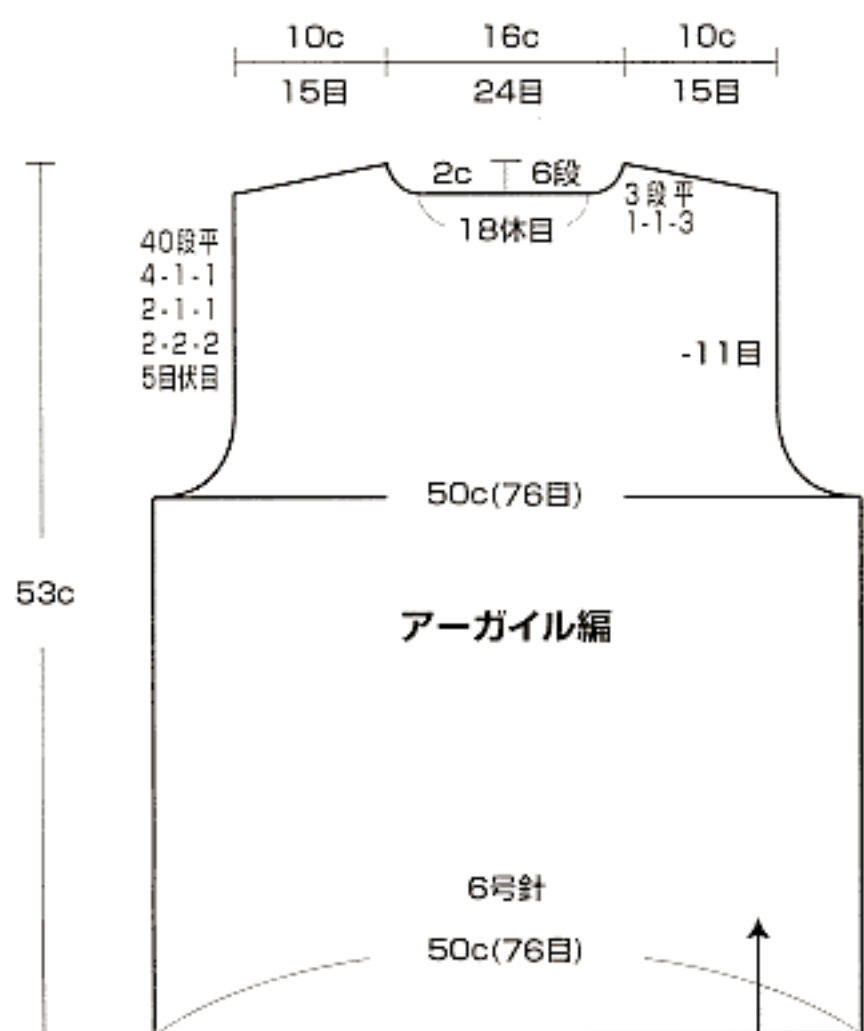 10c 16c 10c
15目 24目 15目
2c 6段
3段平
1-1-3
18休目
40段平
4-1-1
2-1-1
2-2-2
5目伏目
-11目
50c(76目)
53c
アーガイル編
6号針
50c(76目)